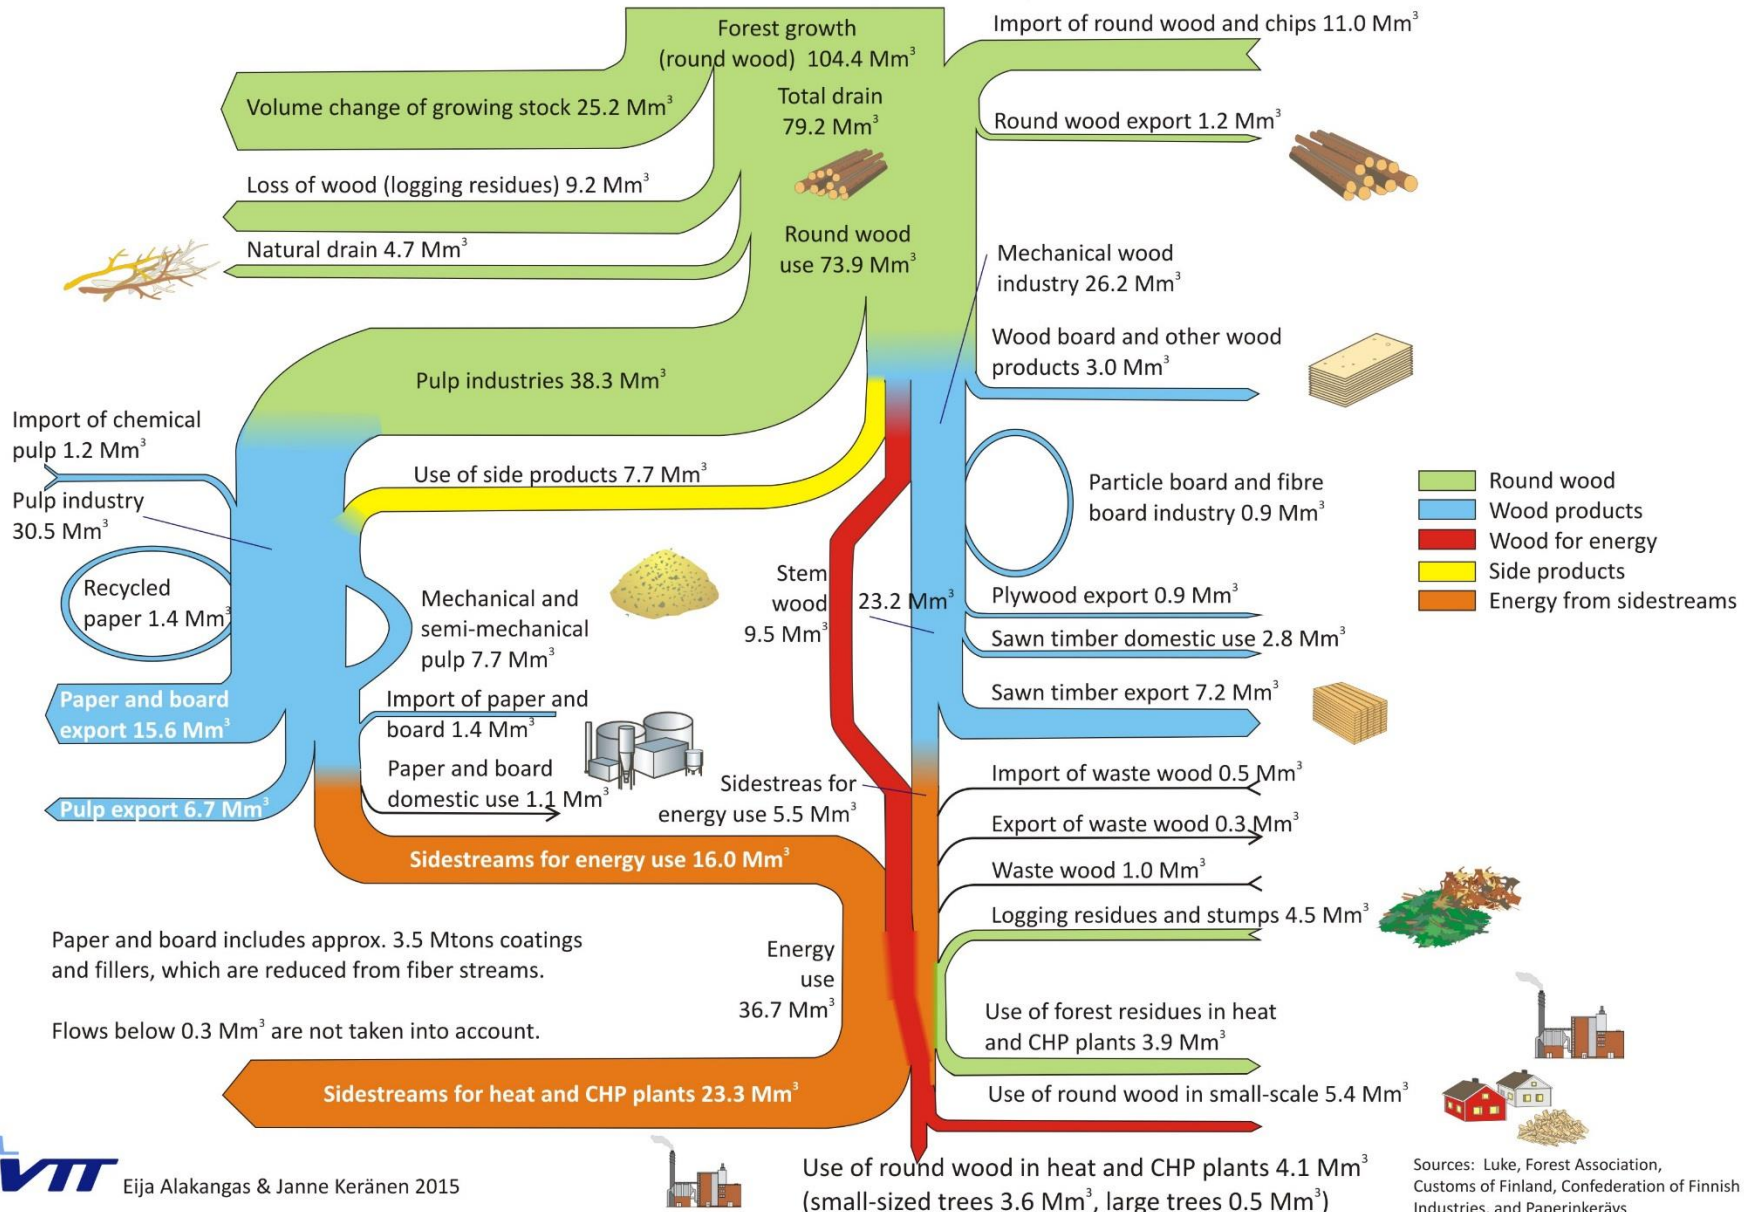 Forest growth
(round wood) 104.4 Mm³
Import of round wood and chips 11.0 Mm³
Volume change of growing stock 25.2 Mm³
Total drain
79.2 Mm³
Round wood export 1.2 Mm³
Loss of wood (logging residues) 9.2 Mm³
Natural drain 4.7 Mm³
Round wood
use 73.9 Mm³
Mechanical wood
industry 26.2 Mm³
Wood board and other wood
products 3.0 Mm³
Pulp industries 38.3 Mm³
Import of chemical
pulp 1.2 Mm³
Use of side products 7.7 Mm³
Pulp industry
30.5 Mm³
Particle board and fibre
board industry 0.9 Mm³
Round wood
Wood products
Wood for energy
Side products
Energy from sidestreams
Recycled
paper 1.4 Mm³
Mechanical and
semi-mechanical
pulp 7.7 Mm³
Stem
wood
9.5 Mm³
23.2 Mm³
Plywood export 0.9 Mm³
Sawn timber domestic use 2.8 Mm³
Sawn timber export 7.2 Mm³
Paper and board
export 15.6 Mm³
Import of paper and
board 1.4 Mm³
Paper and board
domestic use 1.1 Mm³
Pulp export 6.7 Mm³
Sidestreas for
energy use 5.5 Mm³
Import of waste wood 0.5 Mm³
Export of waste wood 0.3 Mm³
Waste wood 1.0 Mm³
Logging residues and stumps 4.5 Mm³
Sidestreams for energy use 16.0 Mm³
Paper and board includes approx. 3.5 Mtons coatings
and fillers, which are reduced from fiber streams.
Flows below 0.3 Mm³ are not taken into account.
Energy
use
36.7 Mm³
Use of forest residues in heat
and CHP plants 3.9 Mm³
Sidestreams for heat and CHP plants 23.3 Mm³
Use of round wood in small-scale 5.4 Mm³
Use of round wood in heat and CHP plants 4.1 Mm³
(small-sized trees 3.6 Mm³, large trees 0.5 Mm³)
VTT
Eija Alakangas & Janne Keränen 2015
Sources: Luke, Forest Association,
Customs of Finland, Confederation of Finnish
Industries, and Paperinkeräys